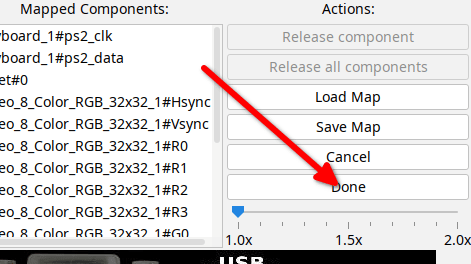 Mapped Components:
yboard_1#ps2_clk
yboard_1#ps2_data
et#0
eo_8_Color_RGB_32x32_1#Hsync
eo_8_Color_RGB_32x32_1#Vsync
eo_8_Color_RGB_32x32_1#R0
eo_8_Color_RGB_32x32_1#R1
eo_8_Color_RGB_32x32_1#R2
eo_8_Color_RGB_32x32_1#R3
eo_8_Color_RGB_32x32_1#G0
Actions:
Release component
Release all components
Load Map
Save Map
Cancel
Done
1.0x 1.5x 2.0x
USB